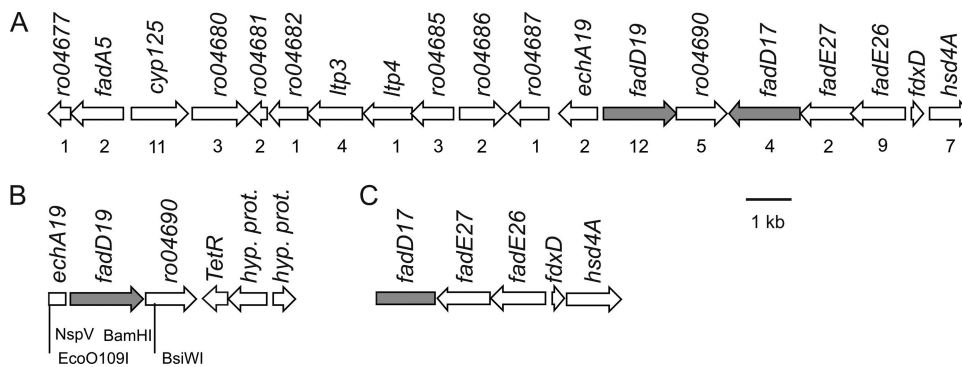 A
ro04677 fadA5 cyp125 ro04680 ro04681 ro04682 ltp3 ltp4 ro04685 ro04686 ro04687 echA19 fadD19 ro04690 fadD17 fadE27 fadE26 fdxD hsd4A
1 2 11 3 2 1 4 1 3 2 1 2 12 5 4 2 9 7
1 kb
B
echA19 fadD19 ro04690 TetR hyp. prot. hyp. prot.
NspV BamHI
EcoO109I BsiWI
C
fadD17 fadE27 fadE26 fdxD hsd4A